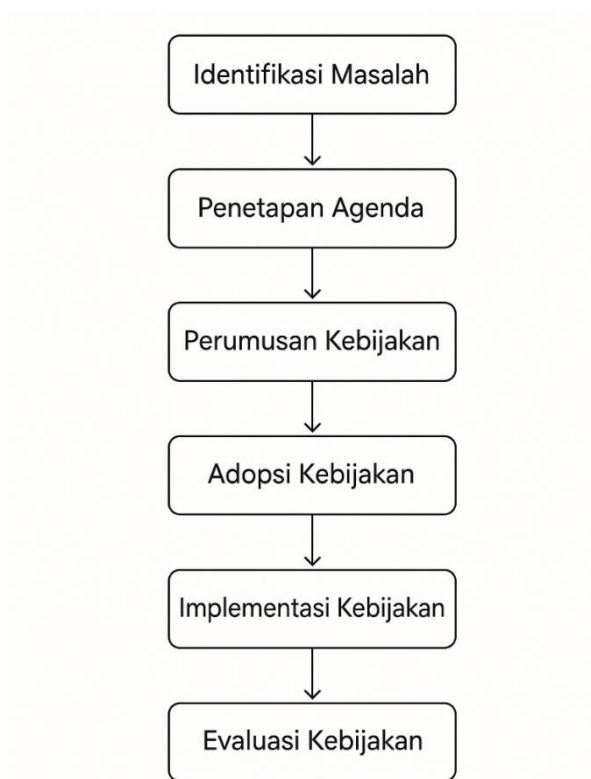 Identifikasi Masalah
Penetapan Agenda
Perumusan Kebijakan
Adopsi Kebijakan
Implementasi Kebijakan
Evaluasi Kebijakan